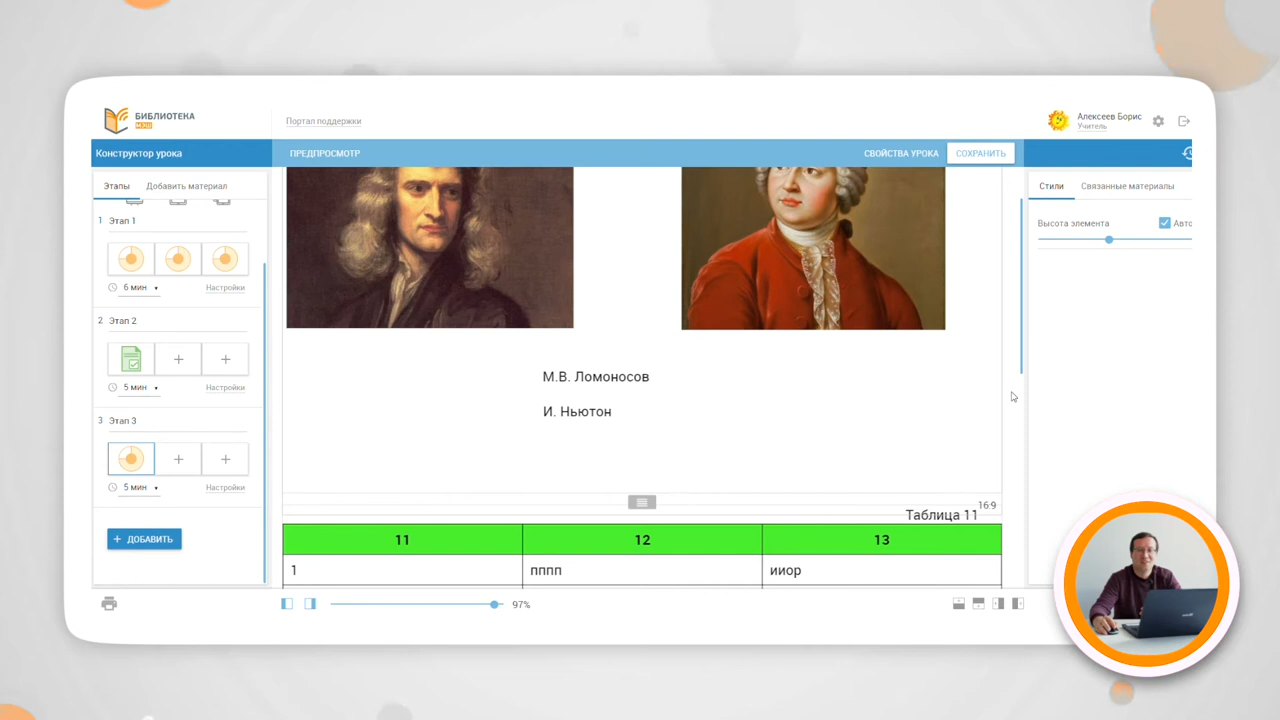 БИБЛИОТЕКА
МЭШ
Портал поддержки
Алексеев Борис
Учитель
Конструктор урока
ПРЕДПРОСМОТР
СВОЙСТВА УРОКА
СОХРАНИТЬ
Этапы
Добавить материал
Стили
Связанные материалы
1 Этап 1
Высота элемента
Авто
6 мин
Настройки
2 Этап 2
5 мин
Настройки
М.В. Ломоносов
И. Ньютон
3 Этап 3
5 мин
Настройки
16:9
Таблица 11
11 12 13
1 пппп ииор
+ ДОБАВИТЬ
97%